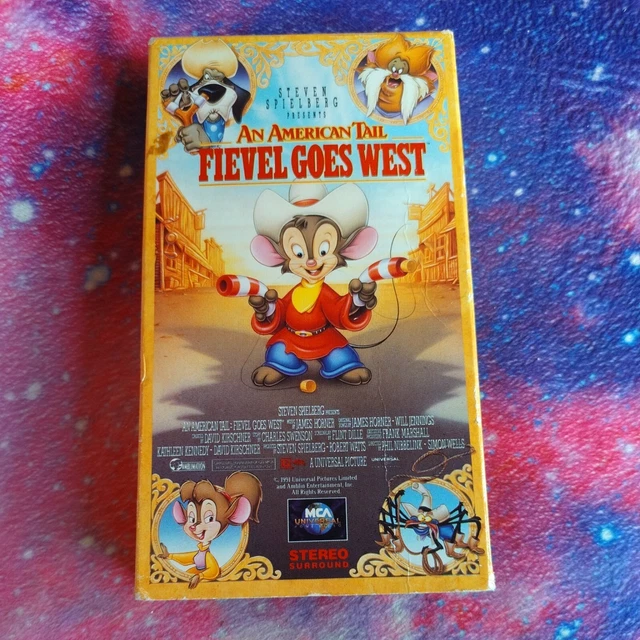 STEVEN
SPIELBERG
PRESENTS
AN AMERICAN TAIL
FIEVEL GOES WEST
STEVEN SPIELBERG PRESENTS
AN AMERICAN TAIL: FIEVEL GOES WEST JAMES HORNER JAMES HORNER WILL JENNINGS
DAVID KIRSCHNER CHARLES SWENSON FLINT DILLE FRANK MARSHALL
KATHLEEN KENNEDY DAVID KIRSCHNER STEVEN SPIELBERG ROBERT WATTS PHIL NIBBELINK SIMON WELLS
A UNIVERSAL PICTURE UNIVERSAL
© 1991 Universal Pictures Limited
and Amblin Entertainment, Inc.
All Rights Reserved.
MCA
UNIVERSAL
STEREO
SURROUND